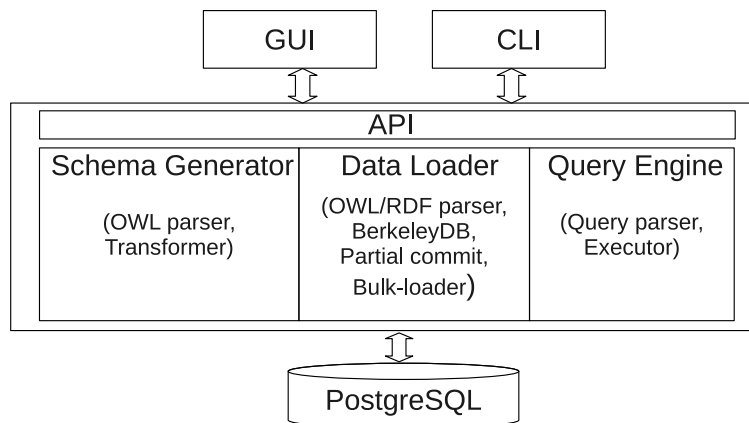 GUI
CLI
API
Schema Generator
(OWL parser,
Transformer)
Data Loader
(OWL/RDF parser,
BerkeleyDB,
Partial commit,
Bulk-loader)
Query Engine
(Query parser,
Executor)
PostgreSQL